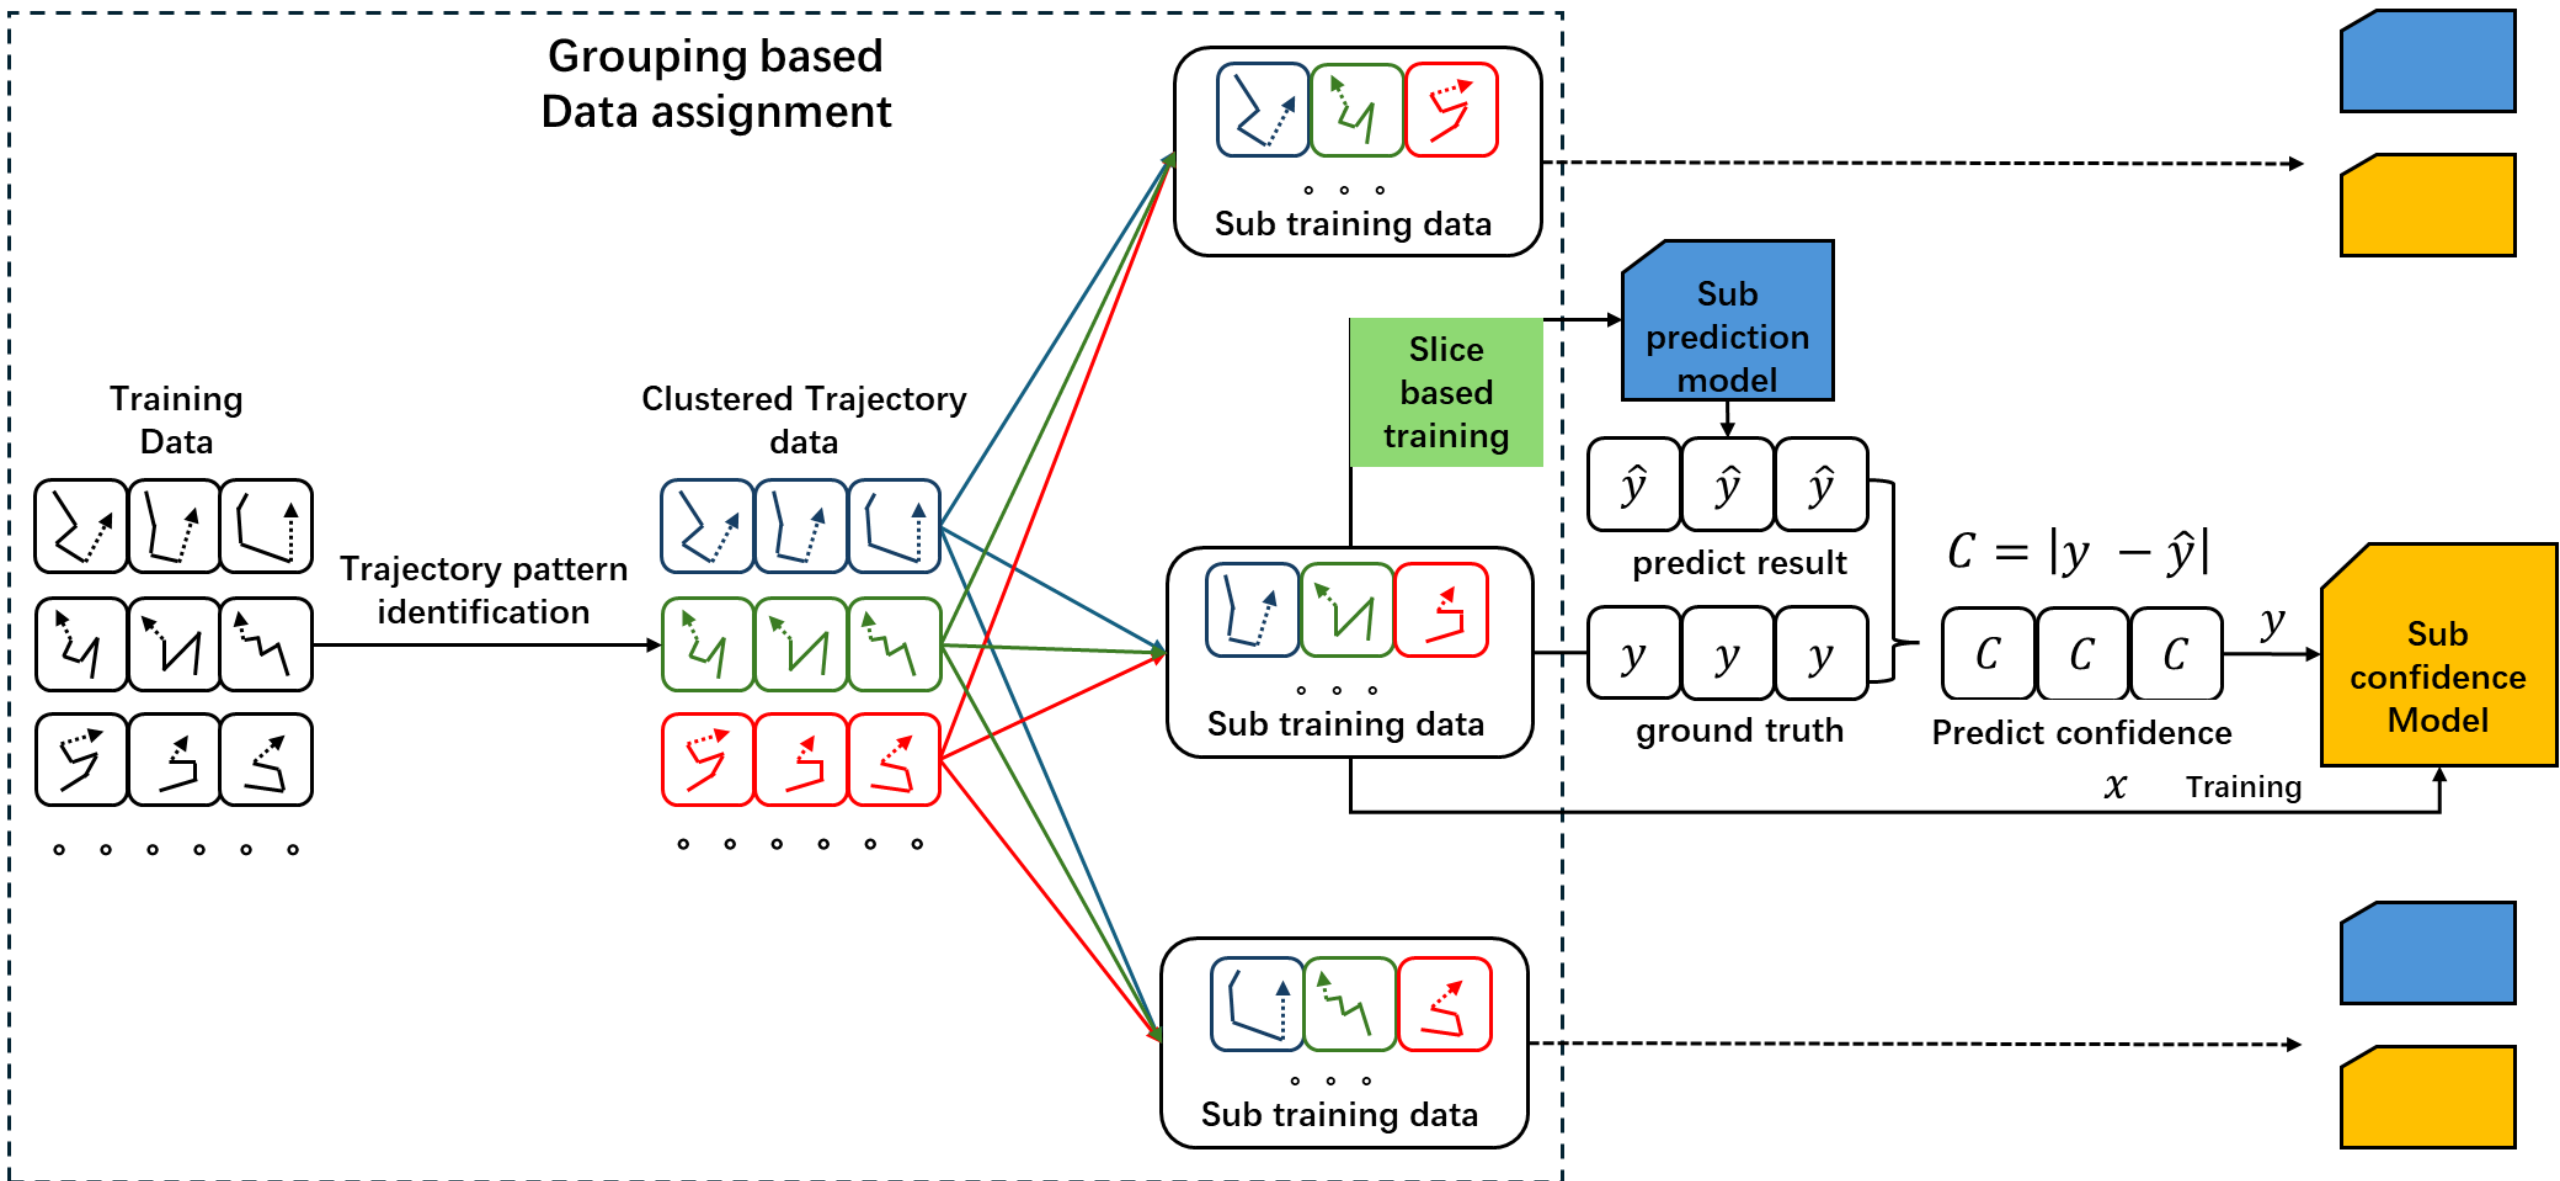 Grouping based
Data assignment
Training
Data
Trajectory pattern
identification
Clustered Trajectory
data
Sub training data
Slice
based
training
Sub training data
Sub training data
Sub
prediction
model
ŷ ŷ ŷ
predict result
y y y
ground truth
C = |y − ŷ|
C C C
Predict confidence
y
x Training
Sub
confidence
Model